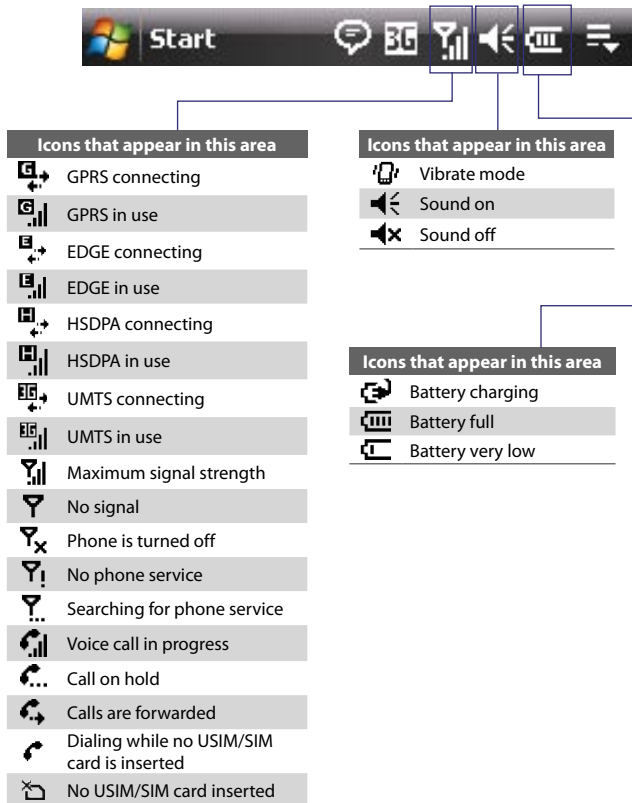 Start
3G
Icons that appear in this area
G GPRS connecting
G GPRS in use
E EDGE connecting
E EDGE in use
H HSDPA connecting
H HSDPA in use
3G UMTS connecting
3G UMTS in use
Maximum signal strength
No signal
Phone is turned off
No phone service
Searching for phone service
Voice call in progress
Call on hold
Calls are forwarded
Dialing while no USIM/SIM
card is inserted
No USIM/SIM card inserted
Icons that appear in this area
Vibrate mode
Sound on
Sound off
Icons that appear in this area
Battery charging
Battery full
Battery very low